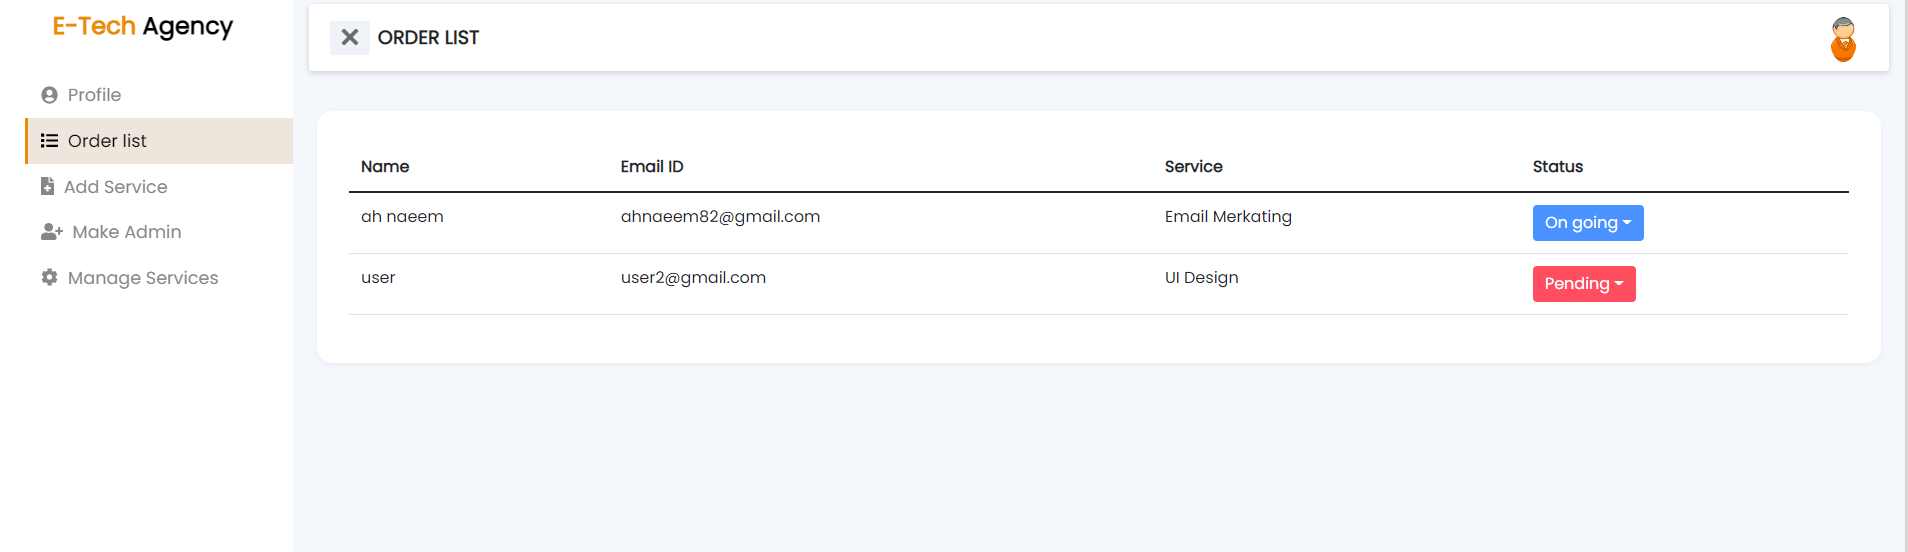 E-Tech Agency
Profile
Order list
Add Service
Make Admin
Manage Services
ORDER LIST
Name Email ID Service Status
ah naeem ahnaeem82@gmail.com Email Merkating On going
user user2@gmail.com UI Design Pending